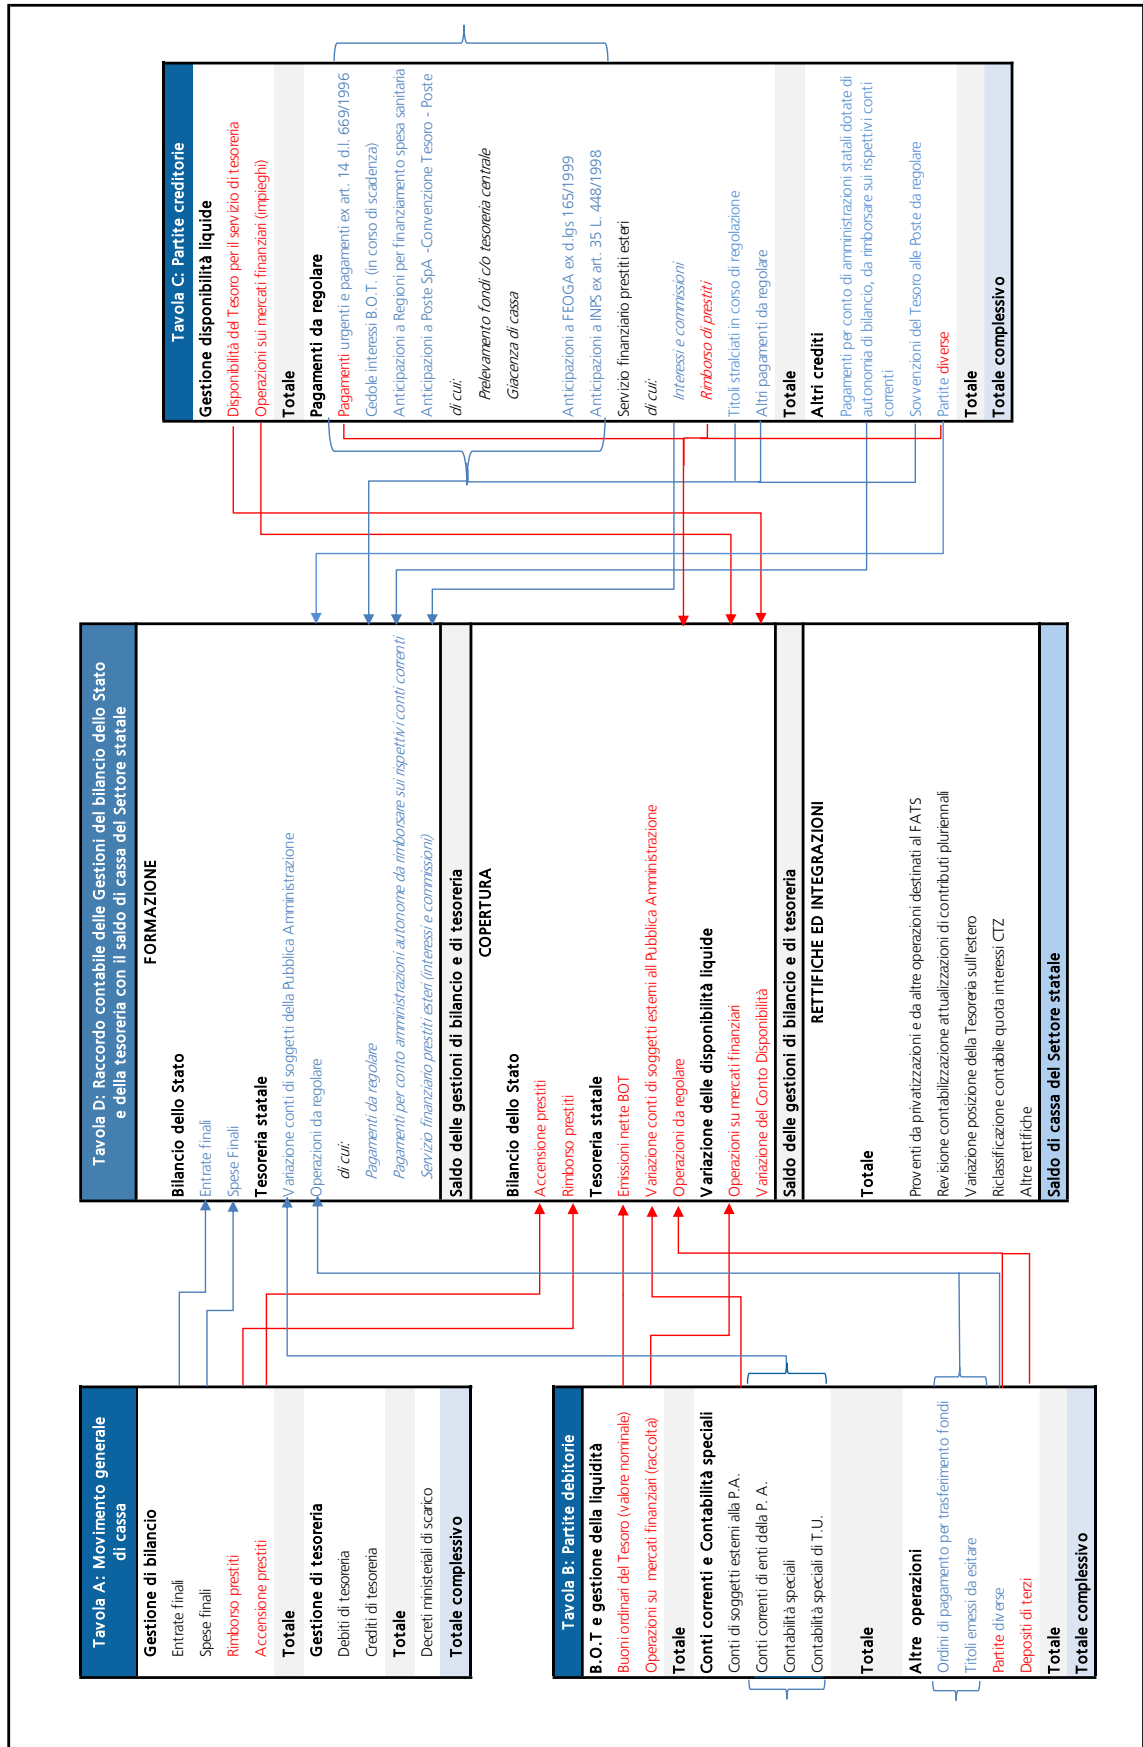 Tavola A: Movimento generale
di cassa
Gestione di bilancio
Entrate finali
Spese finali
Rimborso prestiti
Accensione prestiti
Totale
Gestione di tesoreria
Debiti di tesoreria
Crediti di tesoreria
Totale
Decreti ministeriali di scarico
Totale complessivo
Tavola B: Partite debitorie
B.O.T e gestione della liquidità
Buoni ordinari del Tesoro (valore nominale)
Operazioni su mercati finanziari (raccolta)
Totale
Conti correnti e Contabilità speciali
Conti di soggetti esterni alla P.A.
Conti correnti di enti della P. A.
Contabilità speciali
Contabilità speciali di T.U.
Totale
Altre operazioni
Ordini di pagamento per trasferimento fondi
Titoli emessi da esitare
Partite diverse
Depositi di terzi
Totale
Totale complessivo
Tavola D: Raccordo contabile delle Gestioni del bilancio dello Stato
e della tesoreria con il saldo di cassa del Settore statale
FORMAZIONE
Bilancio dello Stato
Entrate finali
Spese Finali
Tesoreria statale
Variazione conti di soggetti della Pubblica Amministrazione
Operazioni da regolare
di cui:
Pagamenti da regolare
Pagamenti per conto amministrazioni autonome da rimborsare sui rispettivi conti correnti
Servizio finanziario prestiti esteri (interessi e commissioni)
Saldo delle gestioni di bilancio e di tesoreria
COPERTURA
Bilancio dello Stato
Accensione prestiti
Rimborso prestiti
Tesoreria statale
Emissioni nette BOT
Variazione conti di soggetti esterni all Pubblica Amministrazione
Operazioni da regolare
Variazione delle disponibilità liquide
Operazioni su mercati finanziari
Variazione del Conto Disponibilità
Saldo delle gestioni di bilancio e di tesoreria
RETTIFICHE ED INTEGRAZIONI
Totale
Proventi da privatizzazioni e da altre operazioni destinati al FATS
Revisione contabilizzazione attualizzazioni di contributi pluriennali
Variazione posizione della Tesoreria sull'estero
Riclassificazione contabile quota interessi CTZ
Altre rettifiche
Saldo di cassa del Settore statale
Tavola C: Partite creditorie
Gestione disponibilità liquide
Disponibilità del Tesoro per il servizio di tesoreria
Operazioni sui mercati finanziari (impieghi)
Totale
Pagamenti da regolare
Pagamenti urgenti e pagamenti ex art. 14 d.l. 669/1996
Cedole interessi B.O.T. (in corso di scadenza)
Anticipazioni a Regioni per finanziamento spesa sanitaria
Anticipazioni a Poste SpA -Convenzione Tesoro - Poste
di cui:
Prelevamento fondi c/o tesoreria centrale
Giacenza di cassa
Anticipazioni a FEOGA ex d.lgs 165/1999
Anticipazioni a INPS ex art. 35 L. 448/1998
Servizio finanziario prestiti esteri
di cui:
Interessi e commissioni
Rimborso di prestiti
Titoli stralciati in corso di regolazione
Altri pagamenti da regolare
Totale
Altri crediti
Pagamenti per conto di amministrazioni statali dotate di
autonomia di bilancio, da rimborsare sui rispettivi conti
correnti
Sovvenzioni del Tesoro alle Poste da regolare
Partite diverse
Totale
Totale complessivo